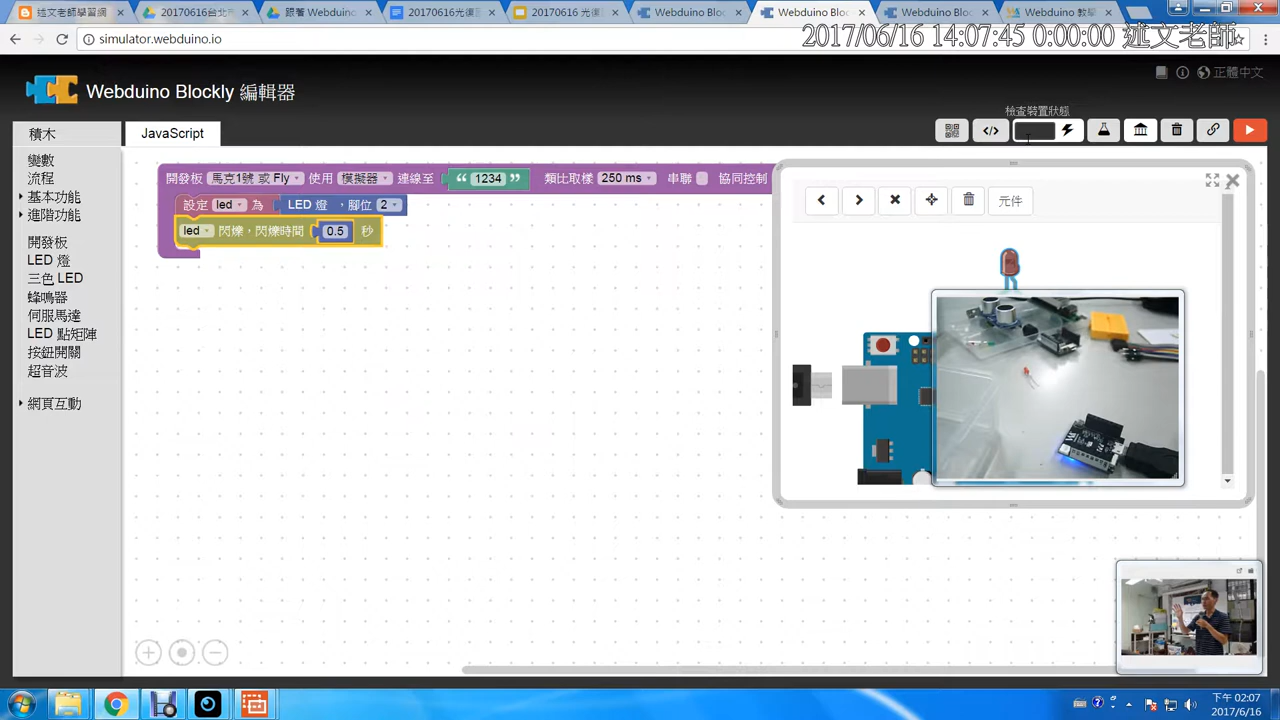 述文老師學習網
20170616台北市
跟著 Webduino
20170616光復
20170616 光復
Webduino Bloc
Webduino Bloc
Webduino Bloc
Webduino 教學
simulator.webduino.io
2017/06/16 14:07:45 0:00:00 述文老師
正體中文
Webduino Blockly 編輯器
檢查裝置狀態
積木
JavaScript
變數
流程
基本功能
進階功能
開發板
LED 燈
三色 LED
蜂鳴器
伺服馬達
LED 點矩陣
按鈕開關
超音波
網頁互動
開發板 馬克1號 或 Fly 使用 模擬器 連線至 “ 1234 ” 類比取樣 250 ms 串聯 協同控制
設定 led 為 LED 燈 ,腳位 2
led 閃爍,閃爍時間 0.5 秒
元件
下午 02:07
2017/6/16